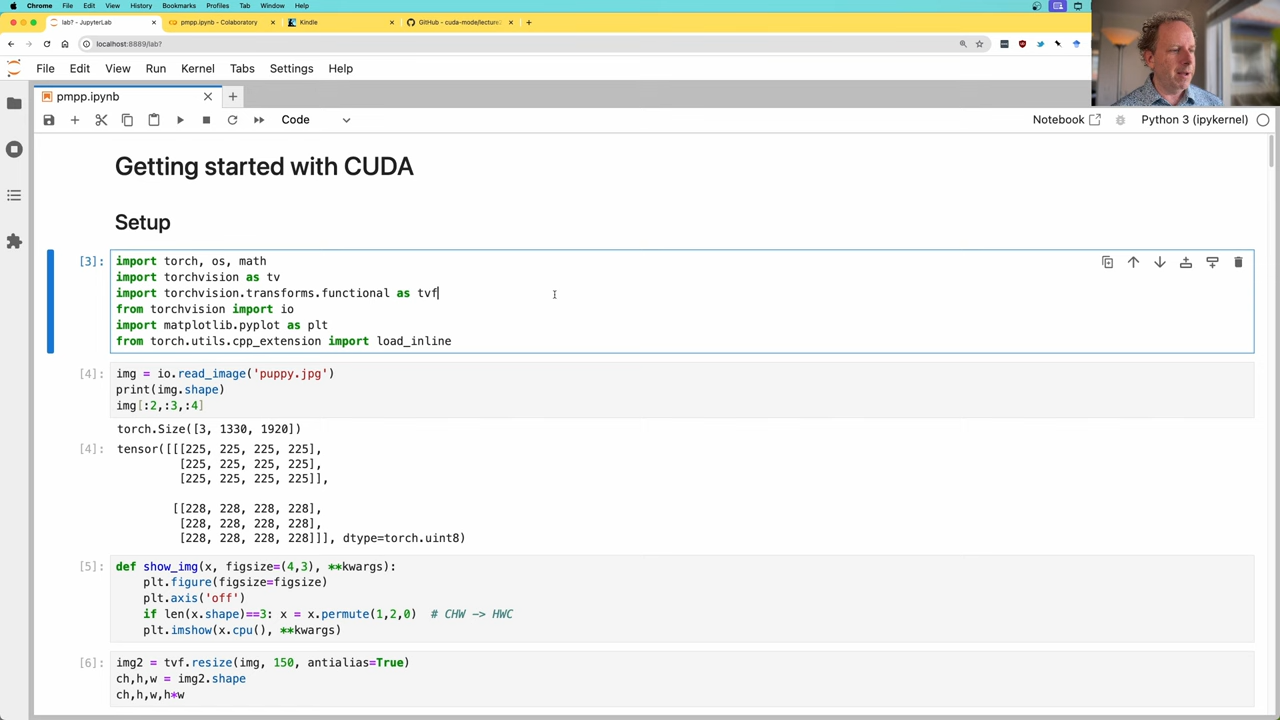 Chrome File Edit View History Bookmarks Profiles Tab Window Help
lab? - JupyterLab pmpp.ipynb - Colaboratory Kindle GitHub - cuda-mode/lecture
localhost:8889/lab?
File Edit View Run Kernel Tabs Settings Help
pmpp.ipynb
Code Notebook Python 3 (ipykernel)
Getting started with CUDA
Setup
[3]: import torch, os, math
import torchvision as tv
import torchvision.transforms.functional as tvf
from torchvision import io
import matplotlib.pyplot as plt
from torch.utils.cpp_extension import load_inline
[4]: img = io.read_image('puppy.jpg')
print(img.shape)
img[:2,:3,:4]
torch.Size([3, 1330, 1920])
[4]: tensor([[[225, 225, 225, 225],
[225, 225, 225, 225],
[225, 225, 225, 225]],
[[228, 228, 228, 228],
[228, 228, 228, 228],
[228, 228, 228, 228]]], dtype=torch.uint8)
[5]: def show_img(x, figsize=(4,3), **kwargs):
plt.figure(figsize=figsize)
plt.axis('off')
if len(x.shape)==3: x = x.permute(1,2,0)  # CHW -> HWC
plt.imshow(x.cpu(), **kwargs)
[6]: img2 = tvf.resize(img, 150, antialias=True)
ch,h,w = img2.shape
ch,h,w,h*w